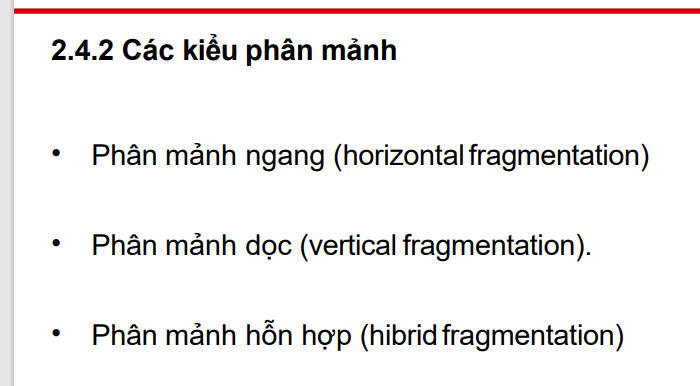 2.4.2 Các kiểu phân mảnh
• Phân mảnh ngang (horizontal fragmentation)
• Phân mảnh dọc (vertical fragmentation).
• Phân mảnh hỗn hợp (hibrid fragmentation)